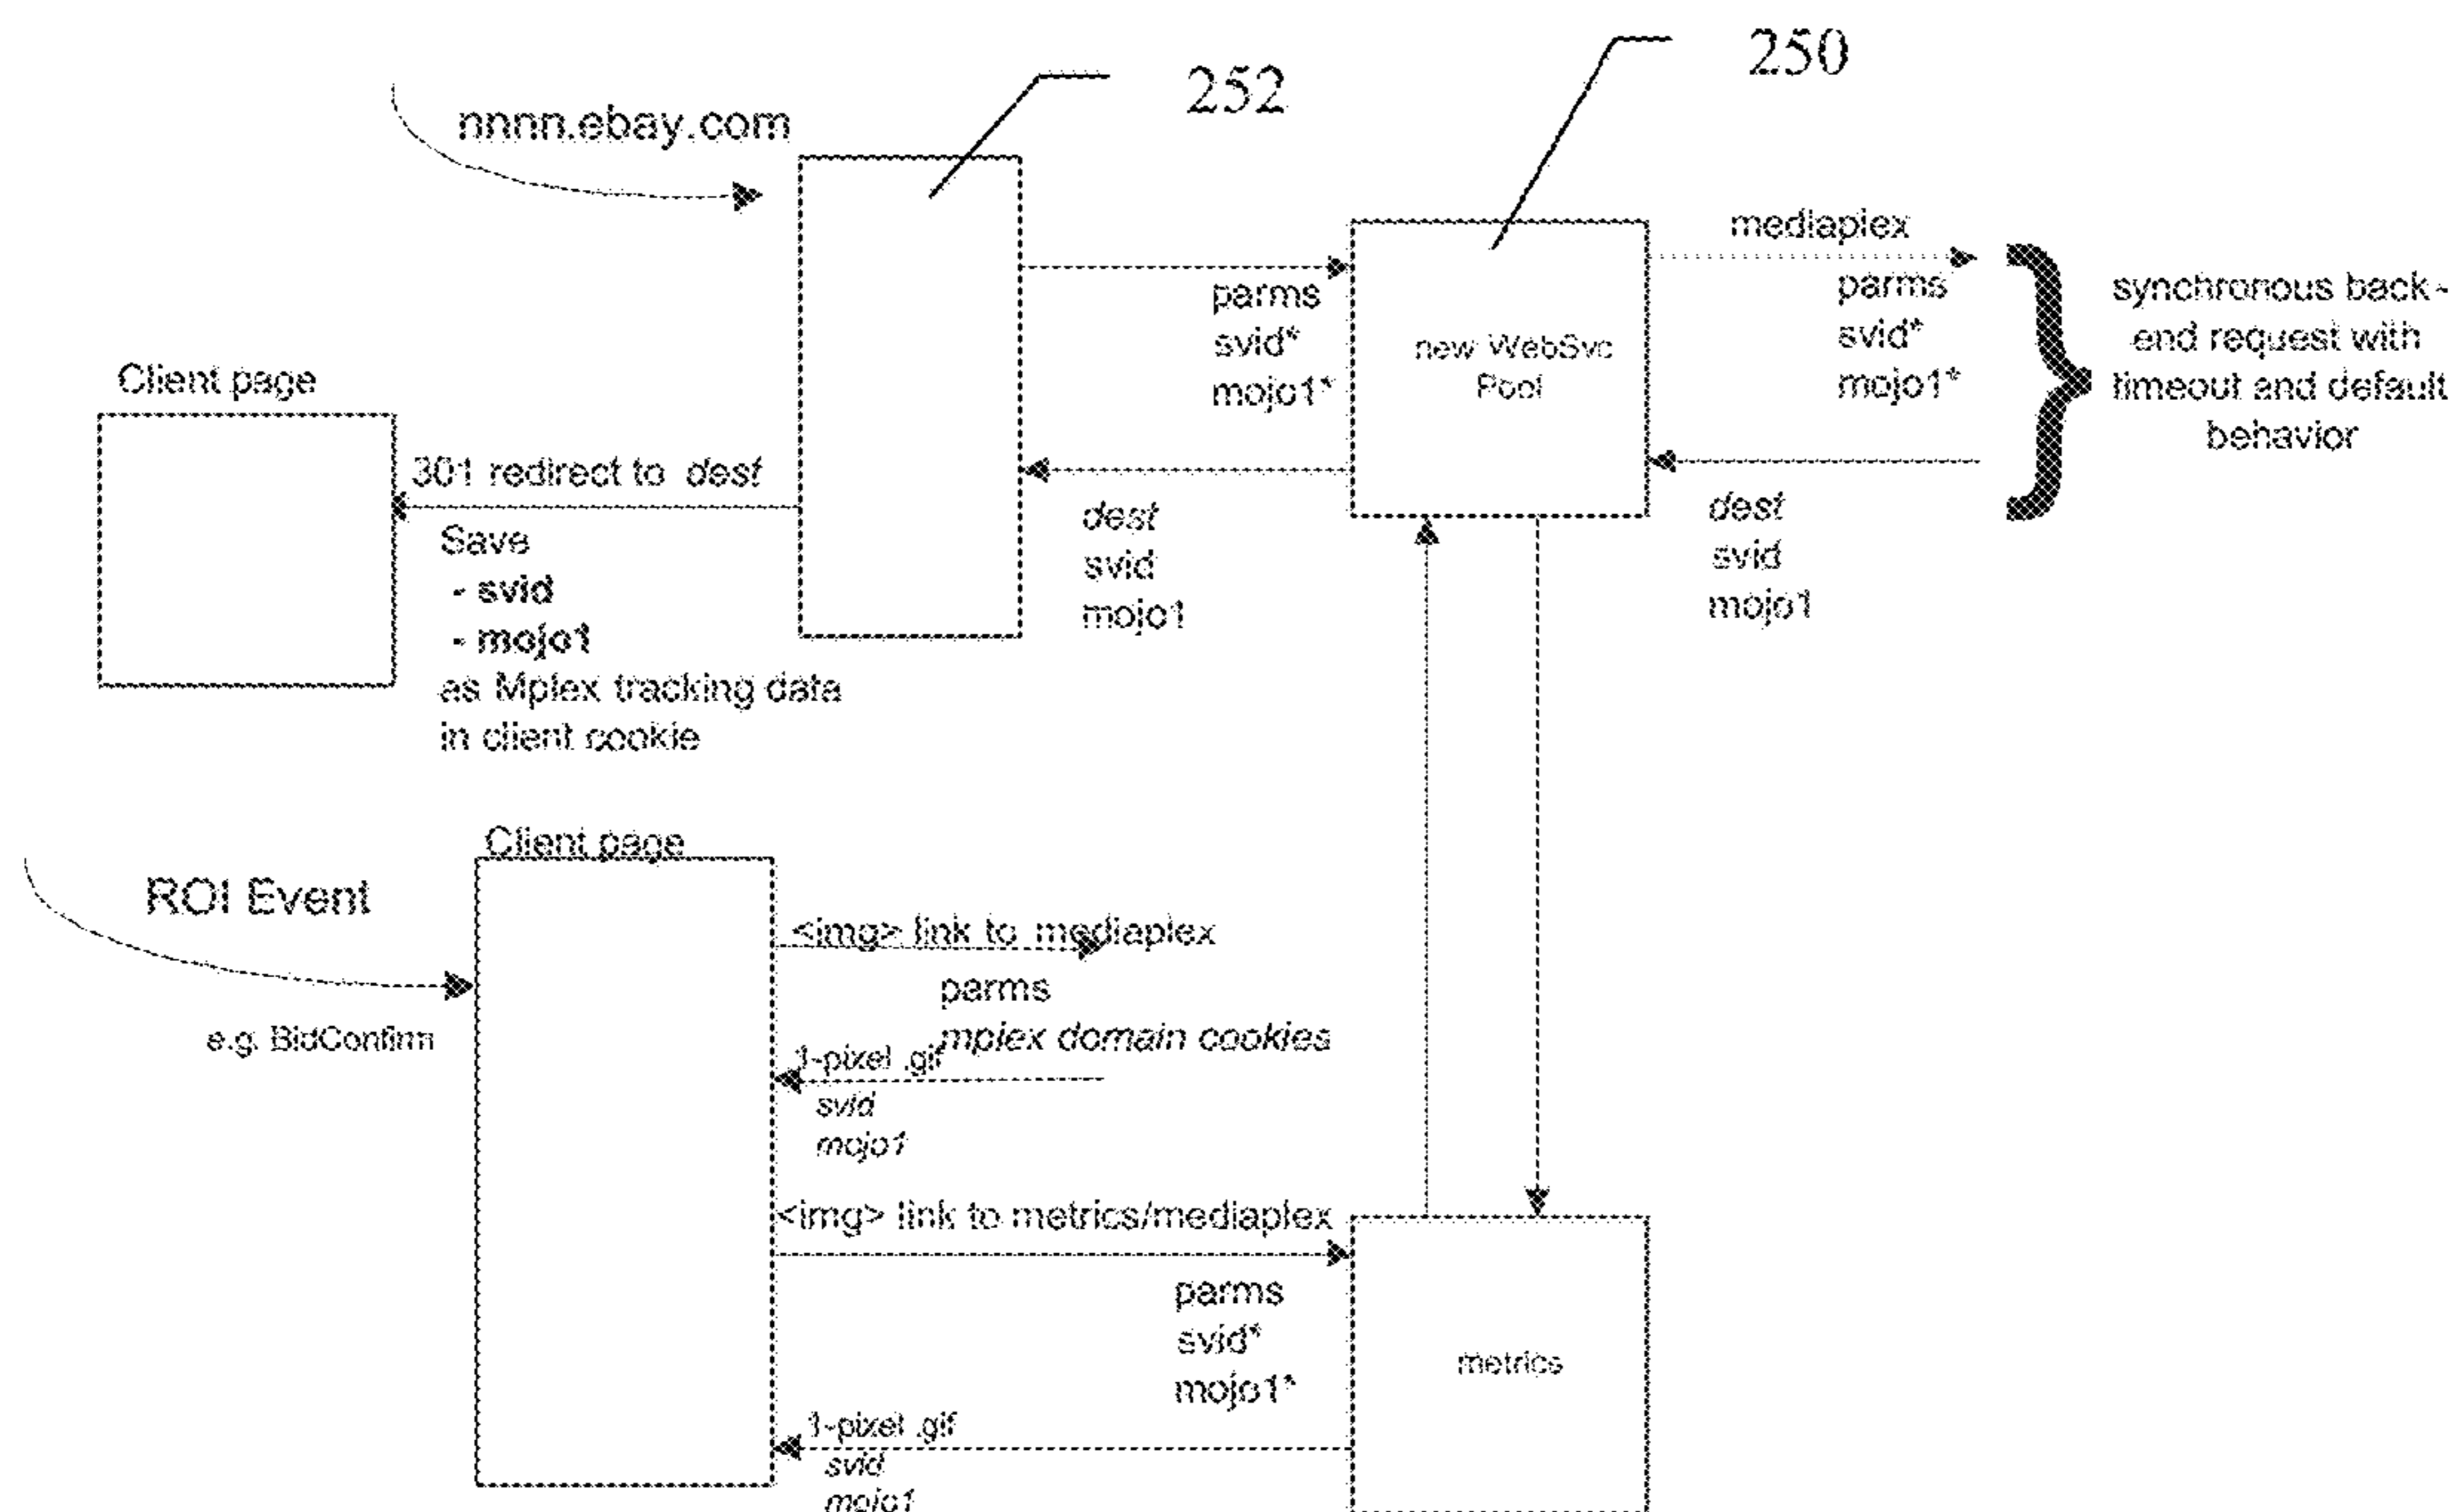 250
252
nnnn.ebay.com
mediaplex
parms
svid*
mojo1*
synchronous back-
end request with
timeout and default
behavior
parms
svid*
mojo1*
new WebSvc
Pool
Client page
301 redirect to dest
Save
- svid
- mojo1
as Mplex tracking data
in client cookie
dest
svid
mojo1
dest
svid
mojo1
Client page
ROI Event
e.g. BidConfirm
<img> link to mediaplex
parms
mplex domain cookies
1-pixel .gif
svid
mojo1
<img> link to metrics/mediaplex
parms
svid*
mojo1*
metrics
1-pixel .gif
svid
mojo1